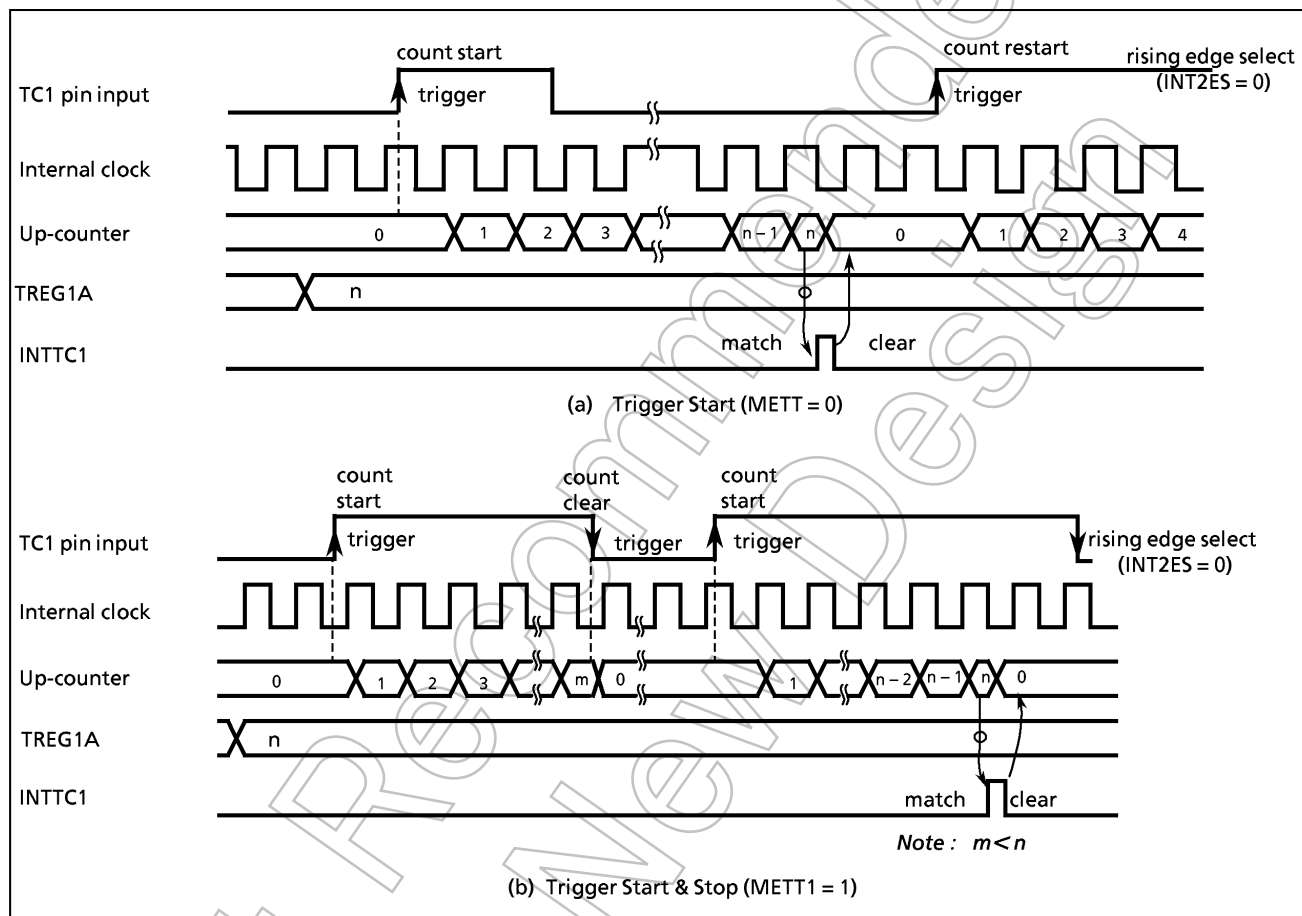 count start
count restart
rising edge select
(INT2ES = 0)
TC1 pin input
trigger
trigger
Internal clock
Up-counter
0 1 2 3 n−1 n 0 1 2 3 4
TREG1A
n
INTTC1
match
clear
(a) Trigger Start (METT = 0)
count
start
count
clear
count
start
TC1 pin input
trigger
trigger
trigger
rising edge select
(INT2ES = 0)
Internal clock
Up-counter
0 1 2 3 m 0 1 n−2 n−1 n 0
TREG1A
n
INTTC1
match
clear
Note : m<n
(b) Trigger Start & Stop (METT1 = 1)
Recommende
New Design